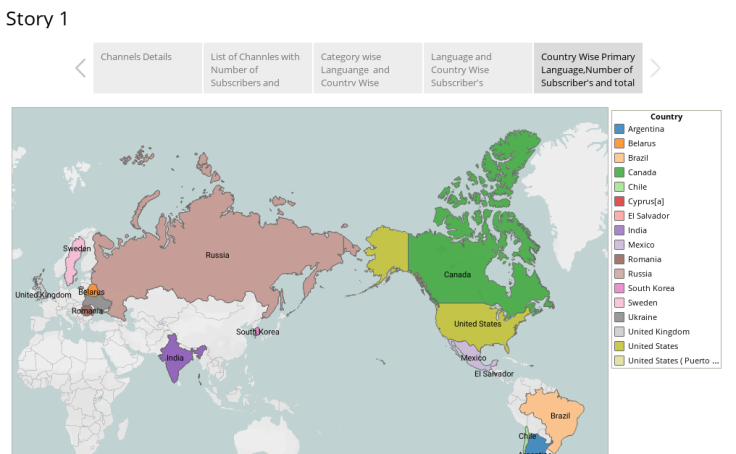 Story 1
Channels Details
List of Channles with
Number of
Subscribers and
Category wise
Languange and
Country Wise
Language and
Country Wise
Subscriber's
Country Wise Primary
Language,Number of
Subscriber's and total
Country
Argentina
Belarus
Brazil
Canada
Chile
Cyprus[a]
El Salvador
India
Mexico
Romania
Russia
South Korea
Sweden
Ukraine
United Kingdom
United States
United States ( Puerto ...
Sweden
Russia
Canada
United Kingdom
Belarus
Romania
South Korea
United States
India
Mexico
El Salvador
Brazil
Chile